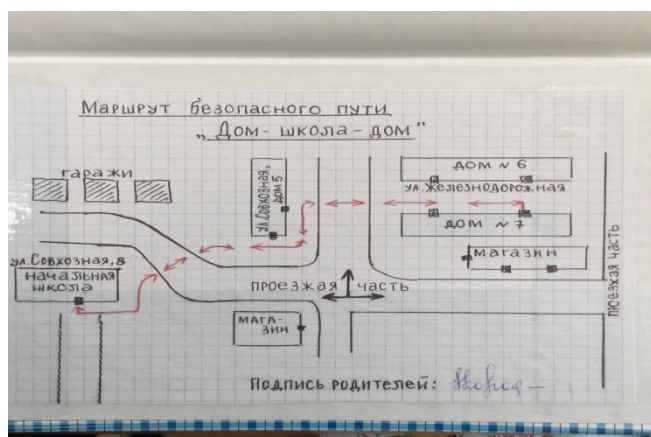 Маршрут безопасного пути
„Дом-школа-дом"
гаражи
ул.Совхозная,
дом 5
дом № 6
ул.Железнодорожная
дом № 7
магазин
проезжая часть
ул.Совхозная, 8
начальная
школа
проезжая часть
мага-
зин
Подпись родителей: